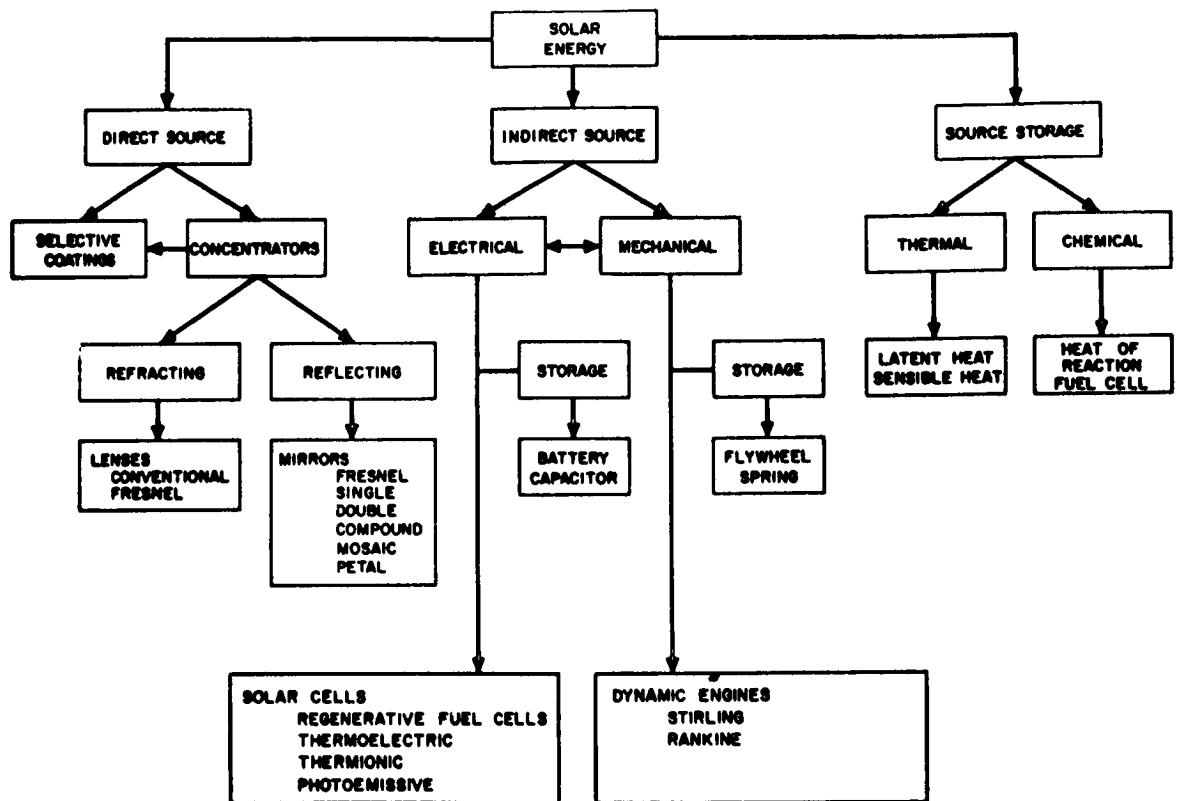 SOLAR
ENERGY
DIRECT SOURCE
INDIRECT SOURCE
SOURCE STORAGE
SELECTIVE
COATINGS
CONCENTRATORS
ELECTRICAL
MECHANICAL
THERMAL
CHEMICAL
REFRACTING
REFLECTING
STORAGE
STORAGE
LATENT HEAT
SENSIBLE HEAT
HEAT OF
REACTION
FUEL CELL
LENSES
CONVENTIONAL
FRESNEL
MIRRORS
FRESNEL
SINGLE
DOUBLE
COMPOUND
MOSAIC
PETAL
BATTERY
CAPACITOR
FLYWHEEL
SPRING
SOLAR CELLS
REGENERATIVE FUEL CELLS
THERMOELECTRIC
THERMIONIC
PHOTOEMISSIVE
DYNAMIC ENGINES
STIRLING
RANKINE